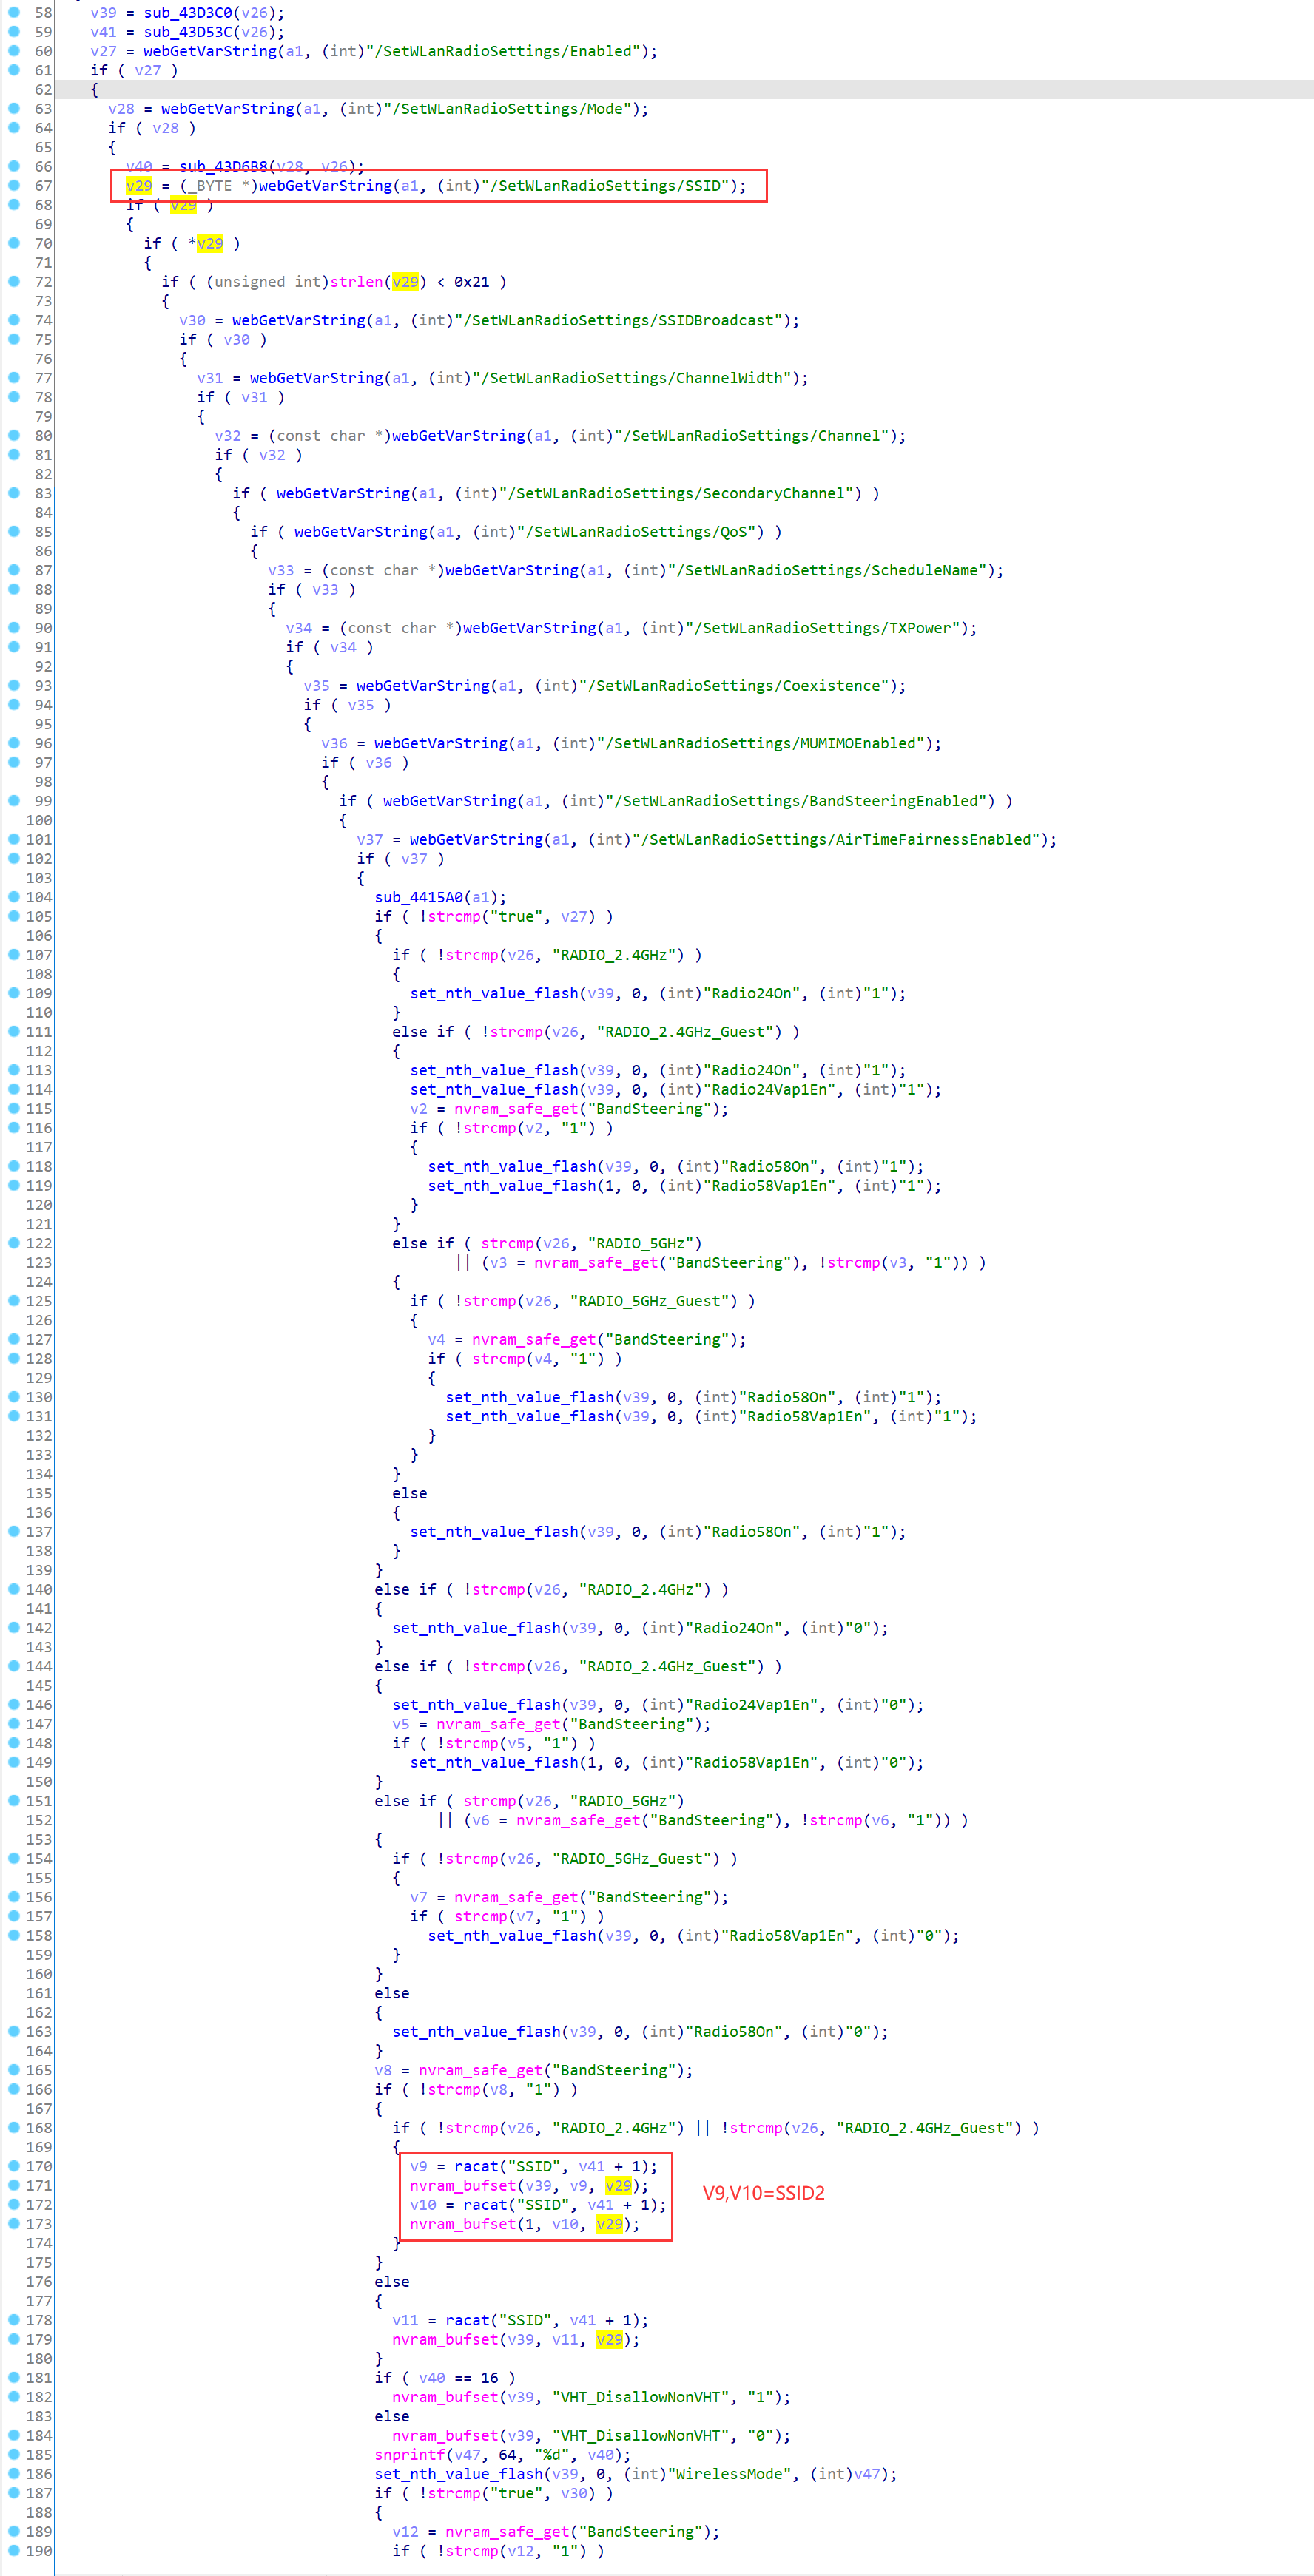 58 v39 = sub_43D3C0(v26);
59 v41 = sub_43D53C(v26);
60 v27 = webGetVarString(a1, (int)"/SetWLanRadioSettings/Enabled");
61 if ( v27 )
62 {
63 v28 = webGetVarString(a1, (int)"/SetWLanRadioSettings/Mode");
64 if ( v28 )
65 {
66 v40 = sub_43D6B8(v28, v26);
67 v29 = (_BYTE *)webGetVarString(a1, (int)"/SetWLanRadioSettings/SSID");
68 if ( v29 )
69 {
70 if ( *v29 )
71 {
72 if ( (unsigned int)strlen(v29) < 0x21 )
73 {
74 v30 = webGetVarString(a1, (int)"/SetWLanRadioSettings/SSIDBroadcast");
75 if ( v30 )
76 {
77 v31 = webGetVarString(a1, (int)"/SetWLanRadioSettings/ChannelWidth");
78 if ( v31 )
79 {
80 v32 = (const char *)webGetVarString(a1, (int)"/SetWLanRadioSettings/Channel");
81 if ( v32 )
82 {
83 if ( webGetVarString(a1, (int)"/SetWLanRadioSettings/SecondaryChannel") )
84 {
85 if ( webGetVarString(a1, (int)"/SetWLanRadioSettings/QoS") )
86 {
87 v33 = (const char *)webGetVarString(a1, (int)"/SetWLanRadioSettings/ScheduleName");
88 if ( v33 )
89 {
90 v34 = (const char *)webGetVarString(a1, (int)"/SetWLanRadioSettings/TXPower");
91 if ( v34 )
92 {
93 v35 = webGetVarString(a1, (int)"/SetWLanRadioSettings/Coexistence");
94 if ( v35 )
95 {
96 v36 = webGetVarString(a1, (int)"/SetWLanRadioSettings/MUMIMOEnabled");
97 if ( v36 )
98 {
99 if ( webGetVarString(a1, (int)"/SetWLanRadioSettings/BandSteeringEnabled") )
100 {
101 v37 = webGetVarString(a1, (int)"/SetWLanRadioSettings/AirTimeFairnessEnabled");
102 if ( v37 )
103 {
104 sub_4415A0(a1);
105 if ( !strcmp("true", v27) )
106 {
107 if ( !strcmp(v26, "RADIO_2.4GHz") )
108 {
109 set_nth_value_flash(v39, 0, (int)"Radio24On", (int)"1");
110 }
111 else if ( !strcmp(v26, "RADIO_2.4GHz_Guest") )
112 {
113 set_nth_value_flash(v39, 0, (int)"Radio24On", (int)"1");
114 set_nth_value_flash(v39, 0, (int)"Radio24Vap1En", (int)"1");
115 v2 = nvram_safe_get("BandSteering");
116 if ( !strcmp(v2, "1") )
117 {
118 set_nth_value_flash(v39, 0, (int)"Radio58On", (int)"1");
119 set_nth_value_flash(1, 0, (int)"Radio58Vap1En", (int)"1");
120 }
121 }
122 else if ( strcmp(v26, "RADIO_5GHz")
123 || (v3 = nvram_safe_get("BandSteering"), !strcmp(v3, "1")) )
124 {
125 if ( !strcmp(v26, "RADIO_5GHz_Guest") )
126 {
127 v4 = nvram_safe_get("BandSteering");
128 if ( strcmp(v4, "1") )
129 {
130 set_nth_value_flash(v39, 0, (int)"Radio58On", (int)"1");
131 set_nth_value_flash(v39, 0, (int)"Radio58Vap1En", (int)"1");
132 }
133 }
134 }
135 else
136 {
137 set_nth_value_flash(v39, 0, (int)"Radio58On", (int)"1");
138 }
139 }
140 else if ( !strcmp(v26, "RADIO_2.4GHz") )
141 {
142 set_nth_value_flash(v39, 0, (int)"Radio24On", (int)"0");
143 }
144 else if ( !strcmp(v26, "RADIO_2.4GHz_Guest") )
145 {
146 set_nth_value_flash(v39, 0, (int)"Radio24Vap1En", (int)"0");
147 v5 = nvram_safe_get("BandSteering");
148 if ( !strcmp(v5, "1") )
149 set_nth_value_flash(1, 0, (int)"Radio58Vap1En", (int)"0");
150 }
151 else if ( strcmp(v26, "RADIO_5GHz")
152 || (v6 = nvram_safe_get("BandSteering"), !strcmp(v6, "1")) )
153 {
154 if ( !strcmp(v26, "RADIO_5GHz_Guest") )
155 {
156 v7 = nvram_safe_get("BandSteering");
157 if ( strcmp(v7, "1") )
158 set_nth_value_flash(v39, 0, (int)"Radio58Vap1En", (int)"0");
159 }
160 }
161 else
162 {
163 set_nth_value_flash(v39, 0, (int)"Radio58On", (int)"0");
164 }
165 v8 = nvram_safe_get("BandSteering");
166 if ( !strcmp(v8, "1") )
167 {
168 if ( !strcmp(v26, "RADIO_2.4GHz") || !strcmp(v26, "RADIO_2.4GHz_Guest") )
169 {
170 v9 = racat("SSID", v41 + 1);
171 nvram_bufset(v39, v9, v29); V9,V10=SSID2
172 v10 = racat("SSID", v41 + 1);
173 nvram_bufset(1, v10, v29);
174 }
175 }
176 else
177 {
178 v11 = racat("SSID", v41 + 1);
179 nvram_bufset(v39, v11, v29);
180 }
181 if ( v40 == 16 )
182 nvram_bufset(v39, "VHT_DisallowNonVHT", "1");
183 else
184 nvram_bufset(v39, "VHT_DisallowNonVHT", "0");
185 snprintf(v47, 64, "%d", v40);
186 set_nth_value_flash(v39, 0, (int)"WirelessMode", (int)v47);
187 if ( !strcmp("true", v30) )
188 {
189 v12 = nvram_safe_get("BandSteering");
190 if ( !strcmp(v12, "1") )